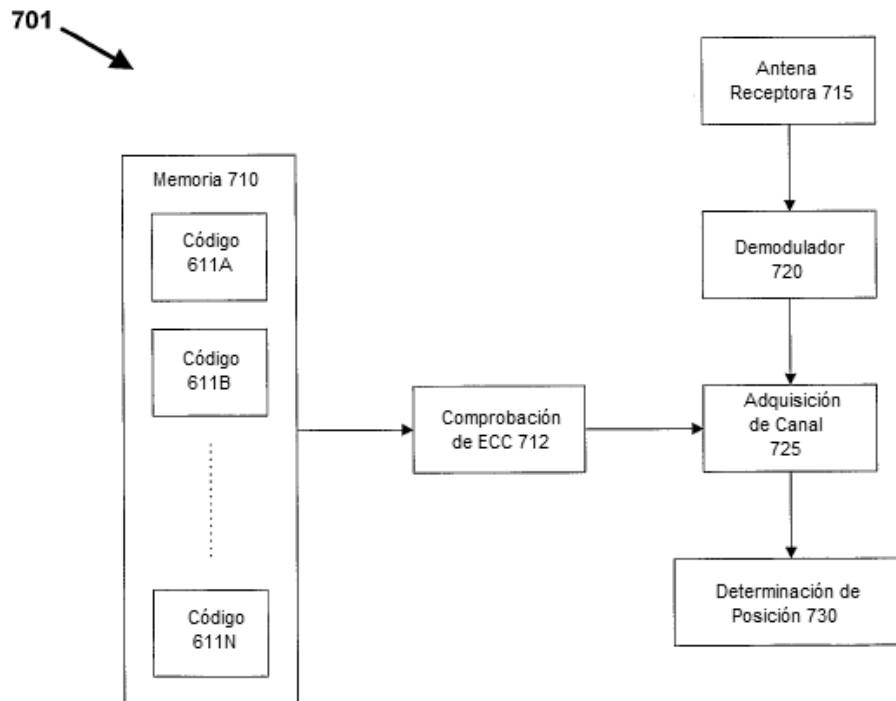 701
Antena
Receptora 715
Memoria 710
Código
611A
Demodulador
720
Código
611B
Comprobación
de ECC 712
Adquisición
de Canal
725
Código
611N
Determinación de
Posición 730